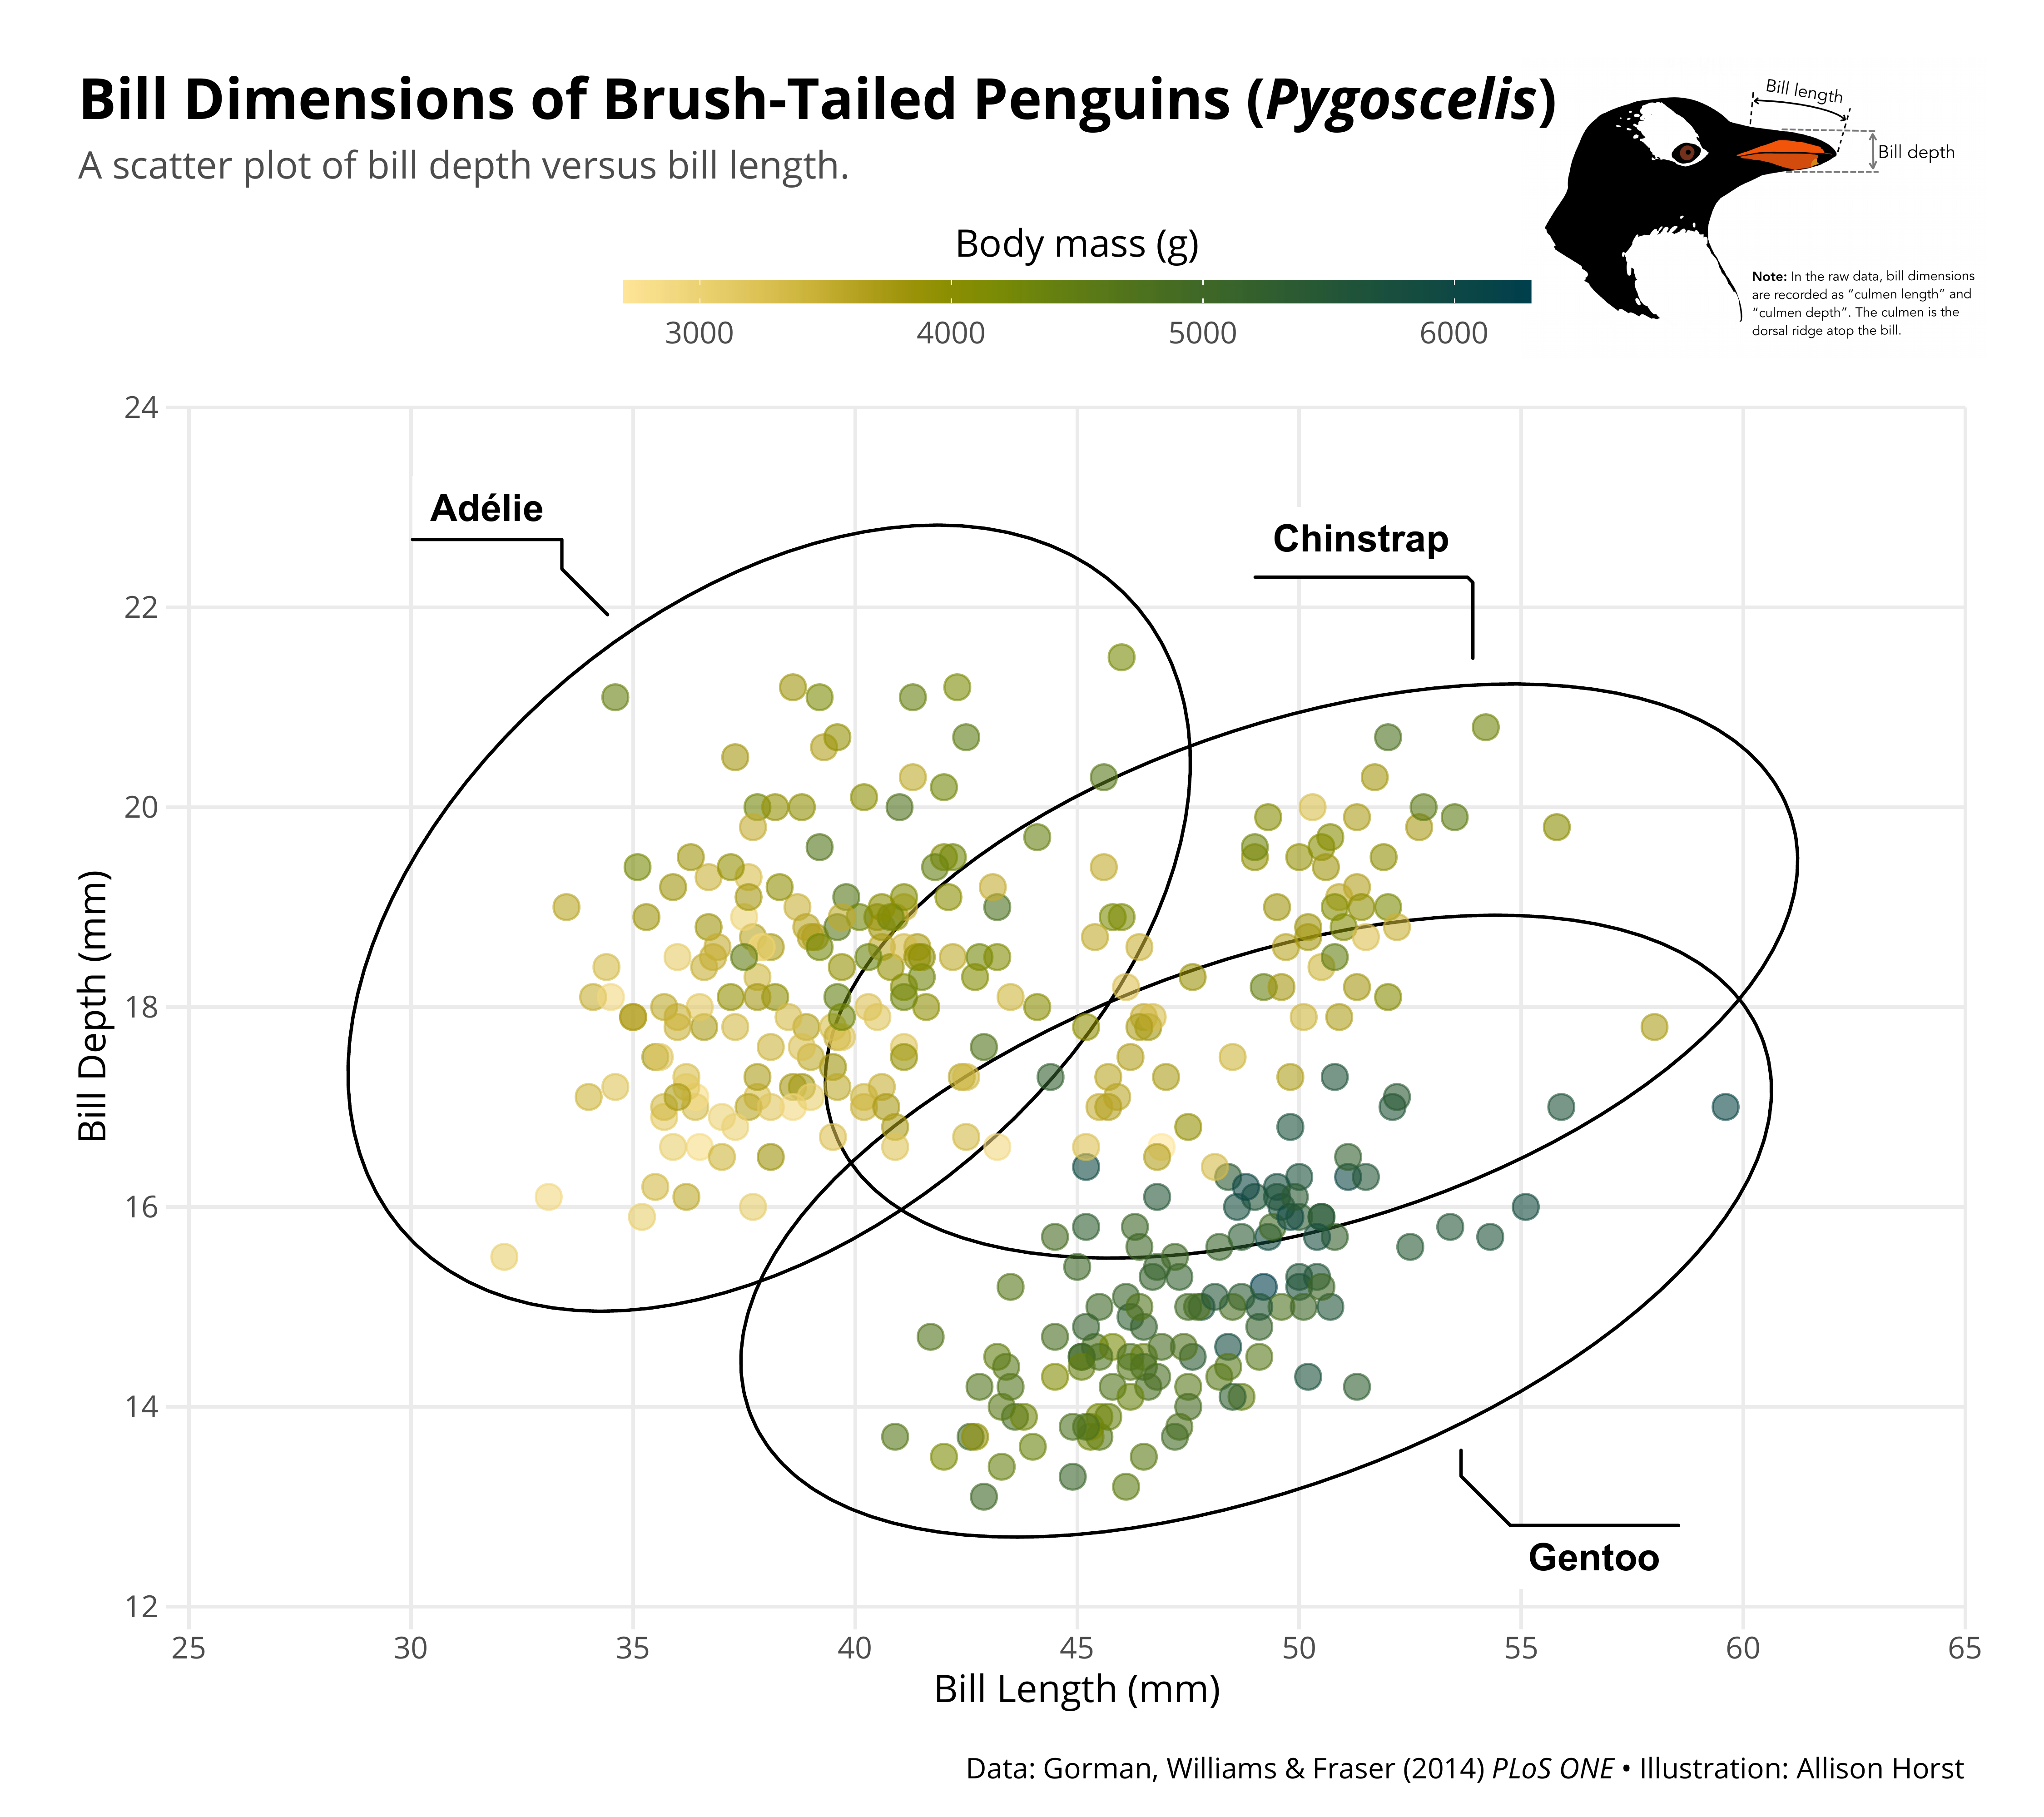 Bill Dimensions of Brush-Tailed Penguins (Pygoscelis)
A scatter plot of bill depth versus bill length.
Bill length
Bill depth
Note: In the raw data, bill dimensions
are recorded as “culmen length” and
“culmen depth”. The culmen is the
dorsal ridge atop the bill.
Body mass (g)
3000 4000 5000 6000
Adélie
Chinstrap
Gentoo
Bill Depth (mm)
24
22
20
18
16
14
12
25 30 35 40 45 50 55 60 65
Bill Length (mm)
Data: Gorman, Williams & Fraser (2014) PLoS ONE • Illustration: Allison Horst